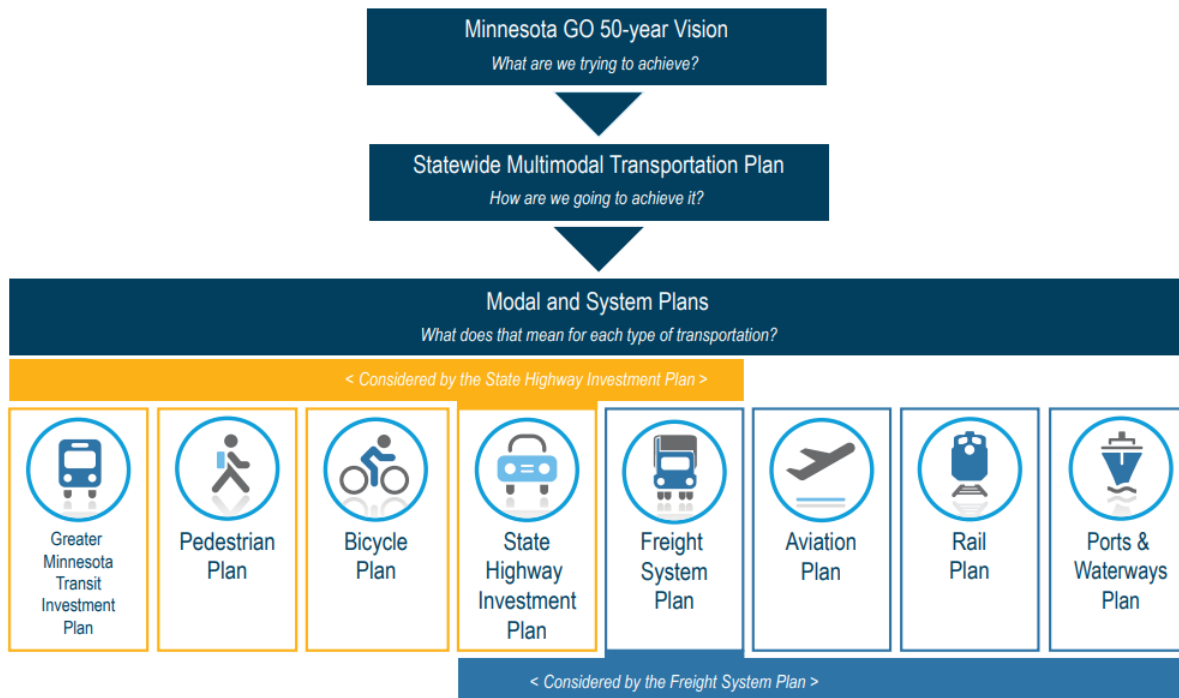 Minnesota GO 50-year Vision
What are we trying to achieve?
Statewide Multimodal Transportation Plan
How are we going to achieve it?
Modal and System Plans
What does that mean for each type of transportation?
< Considered by the State Highway Investment Plan >
Greater
Minnesota
Transit
Investment
Plan
Pedestrian
Plan
Bicycle
Plan
State
Highway
Investment
Plan
Freight
System
Plan
Aviation
Plan
Rail
Plan
Ports &
Waterways
Plan
< Considered by the Freight System Plan >